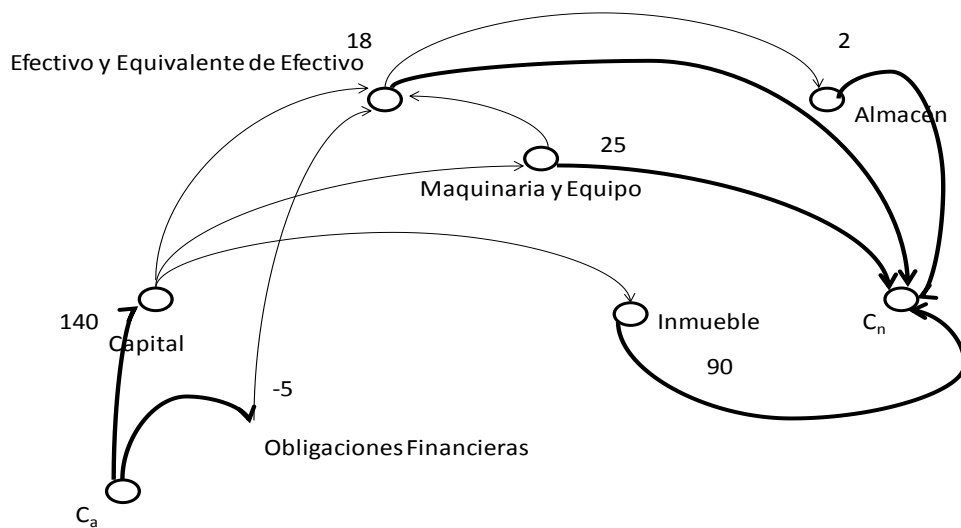 18
2
Efectivo y Equivalente de Efectivo
Almacén
25
Maquinaria y Equipo
140
Capital
Inmueble
Cn
90
-5
Obligaciones Financieras
Ca